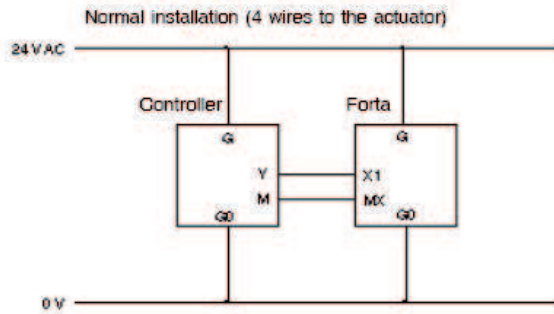 Normal installation (4 wires to the actuator)
24 V AC
Controller
Forta
G
G
Y
X1
M
MX
G0
G0
0 V